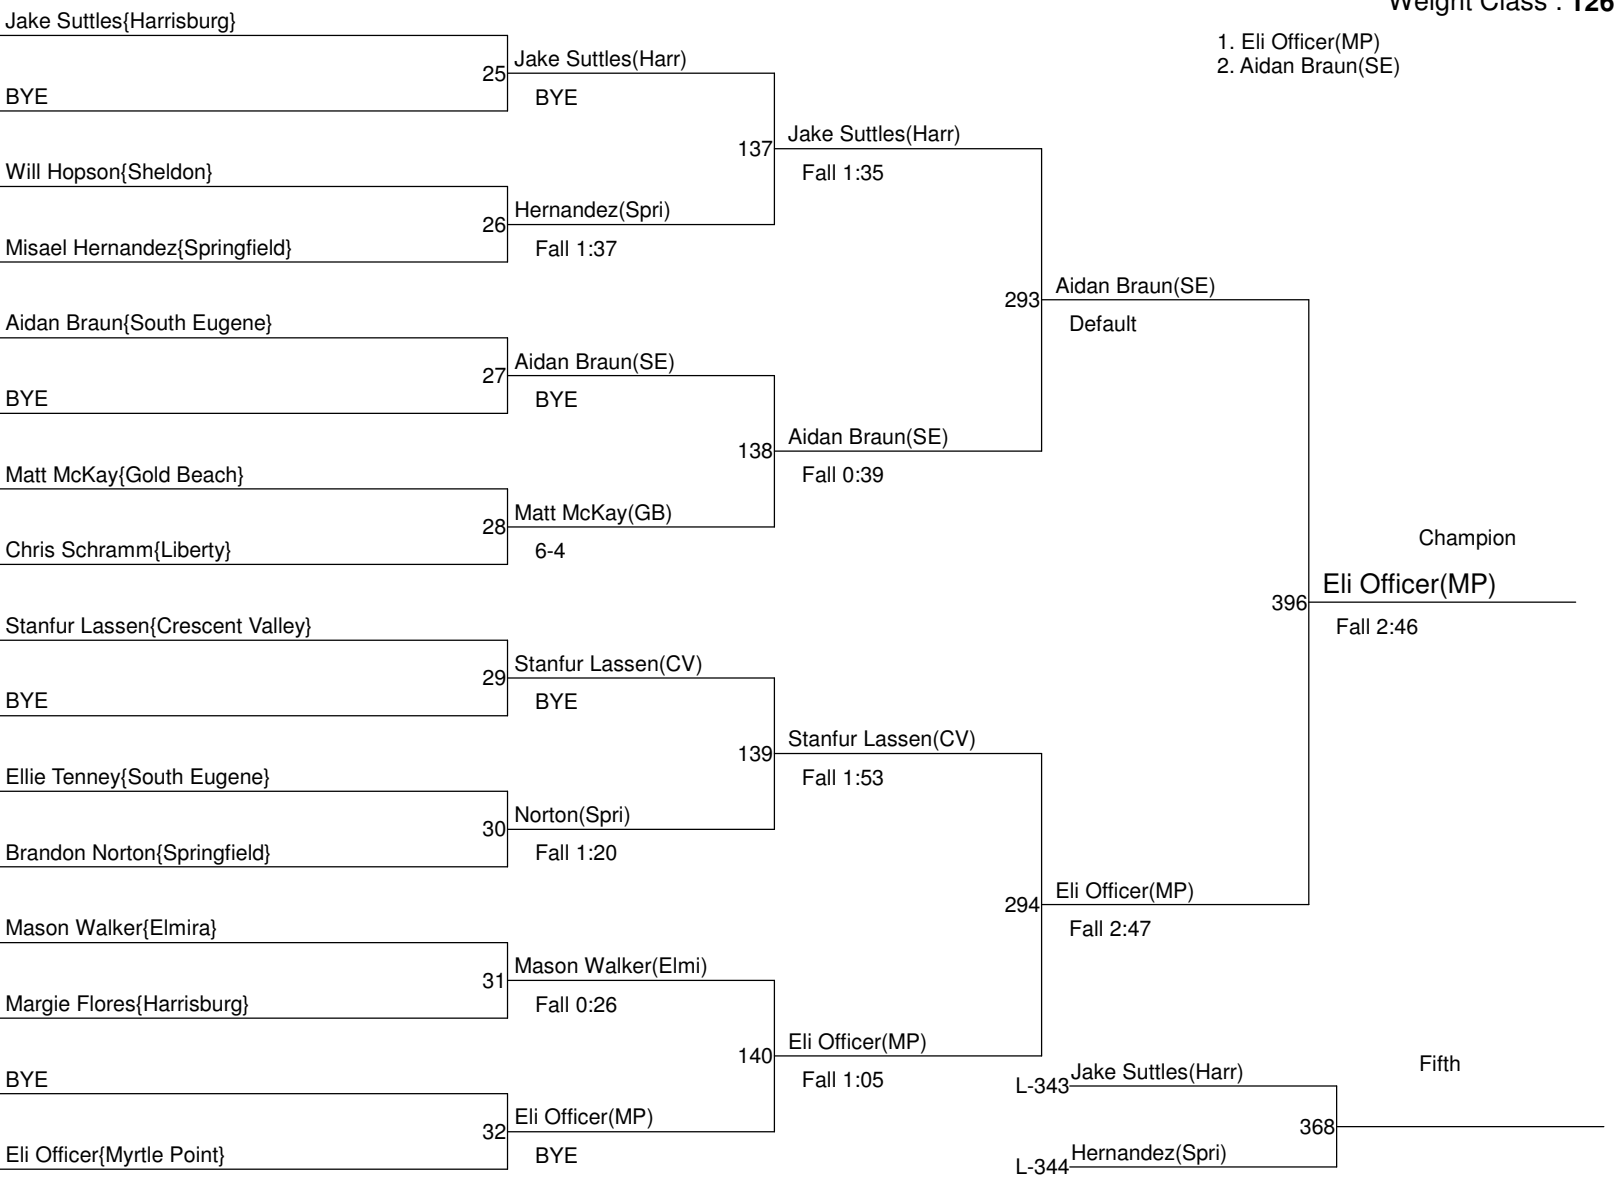 Weight Class : 126
1. Eli Officer(MP)
2. Aidan Braun(SE)
Jake Suttles{Harrisburg}
25
Jake Suttles(Harr)
BYE
BYE
137
Jake Suttles(Harr)
Fall 1:35
Will Hopson{Sheldon}
26
Hernandez(Spri)
Fall 1:37
Misael Hernandez{Springfield}
293
Aidan Braun(SE)
Default
Aidan Braun{South Eugene}
27
Aidan Braun(SE)
BYE
BYE
138
Aidan Braun(SE)
Fall 0:39
Matt McKay{Gold Beach}
28
Matt McKay(GB)
6-4
Chris Schramm{Liberty}
Champion
396
Eli Officer(MP)
Fall 2:46
Stanfur Lassen{Crescent Valley}
29
Stanfur Lassen(CV)
BYE
BYE
139
Stanfur Lassen(CV)
Fall 1:53
Ellie Tenney{South Eugene}
30
Norton(Spri)
Fall 1:20
Brandon Norton{Springfield}
294
Eli Officer(MP)
Fall 2:47
Mason Walker{Elmira}
31
Mason Walker(Elmi)
Fall 0:26
Margie Flores{Harrisburg}
140
Eli Officer(MP)
Fall 1:05
BYE
32
Eli Officer(MP)
BYE
Eli Officer{Myrtle Point}
Fifth
L-343
Jake Suttles(Harr)
368
L-344
Hernandez(Spri)